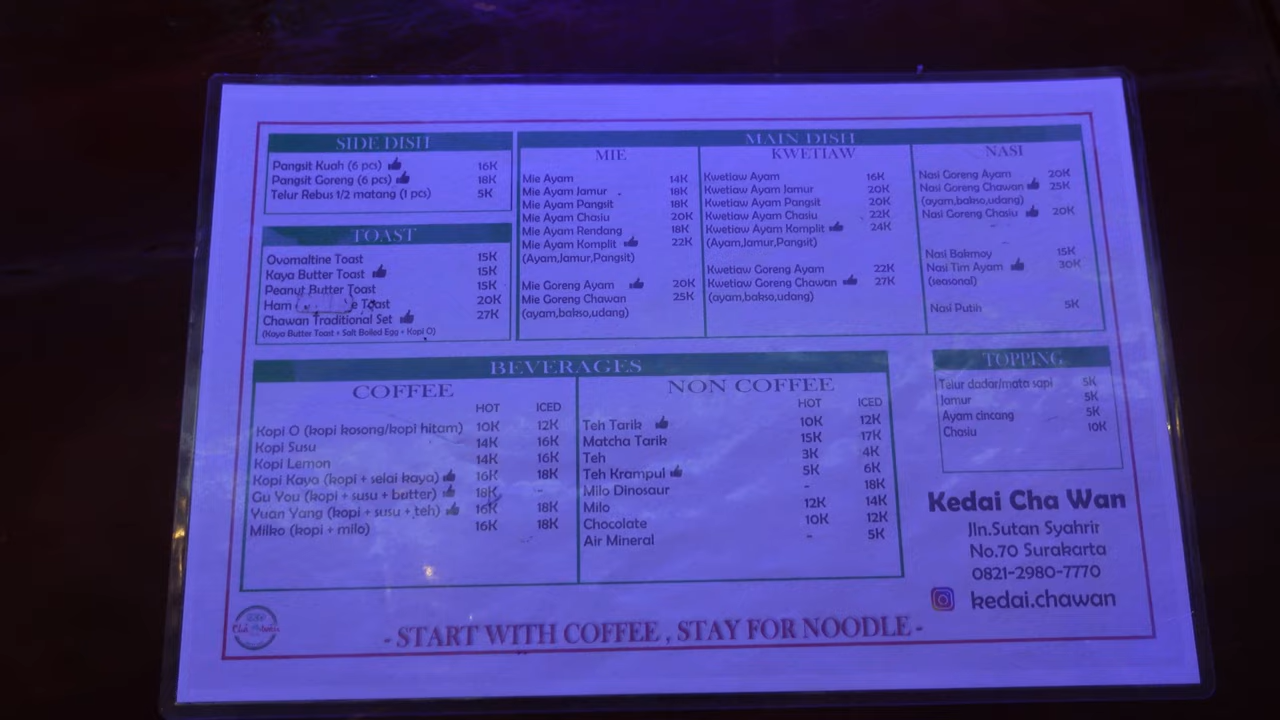 SIDE DISH
Pangsit Kuah (6 pcs) 16K
Pangsit Goreng (6 pcs) 18K
Telur Rebus 1/2 matang (1 pcs) 5K
TOAST
Ovomaltine Toast 15K
Kaya Butter Toast 15K
Peanut Butter Toast 15K
Ham e Toast 20K
Chawan Traditional Set 27K
(Kaya Butter Toast + Soft Boiled Egg + Kopi O)
MAIN DISH
MIE
Mie Ayam 14K
Mie Ayam Jamur 18K
Mie Ayam Pangsit 18K
Mie Ayam Chasiu 20K
Mie Ayam Rendang 18K
Mie Ayam Komplit 22K
(Ayam,Jamur,Pangsit)
Mie Goreng Ayam 20K
Mie Goreng Chawan 25K
(ayam,bakso,udang)
KWETIAW
Kwetiaw Ayam 16K
Kwetiaw Ayam Jamur 20K
Kwetiaw Ayam Pangsit 20K
Kwetiaw Ayam Chasiu 22K
Kwetiaw Ayam Komplit 24K
(Ayam,Jamur,Pangsit)
Kwetiaw Goreng Ayam 22K
Kwetiaw Goreng Chawan 27K
(ayam,bakso,udang)
NASI
Nasi Goreng Ayam 20K
Nasi Goreng Chawan 25K
(ayam,bakso,udang)
Nasi Goreng Chasiu 20K
Nasi Bakmoy 15K
Nasi Tim Ayam 30K
(seasonal)
Nasi Putih 5K
BEVERAGES
COFFEE
HOT ICED
Kopi O (kopi kosong/kopi hitam) 10K 12K
Kopi Susu 14K 16K
Kopi Lemon 14K 16K
Kopi Kaya (kopi + selai kaya) 16K 18K
Gu You (kopi + susu + butter) 18K -
Yuan Yang (kopi + susu + teh) 16K 18K
Milko (kopi + milo) 16K 18K
NON COFFEE
HOT ICED
Teh Tarik 10K 12K
Matcha Tarik 15K 17K
Teh 3K 4K
Teh Krampul 5K 6K
Milo Dinosaur - 18K
Milo 12K 14K
Chocolate 10K 12K
Air Mineral - 5K
TOPPING
Telur dadar/mata sapi 5K
Jamur 5K
Ayam cincang 5K
Chasiu 10K
Kedai Cha Wan
Jln.Sutan Syahrir
No.70 Surakarta
0821-2980-7770
kedai.chawan
- START WITH COFFEE , STAY FOR NOODLE -